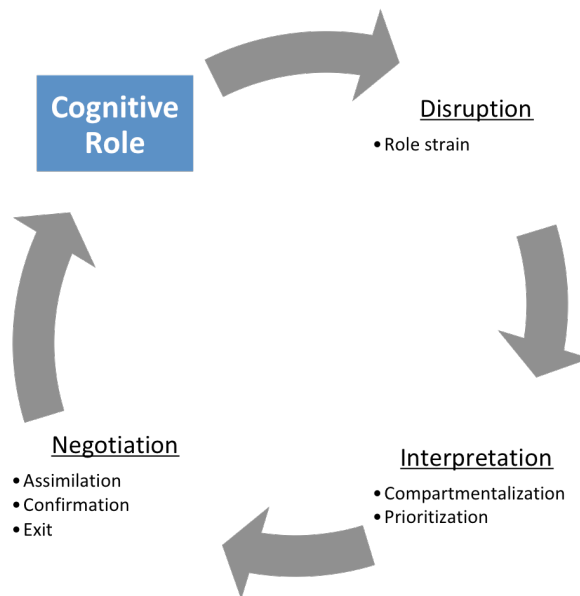 Cognitive
Role
Disruption
• Role strain
Interpretation
• Compartmentalization
• Prioritization
Negotiation
• Assimilation
• Confirmation
• Exit